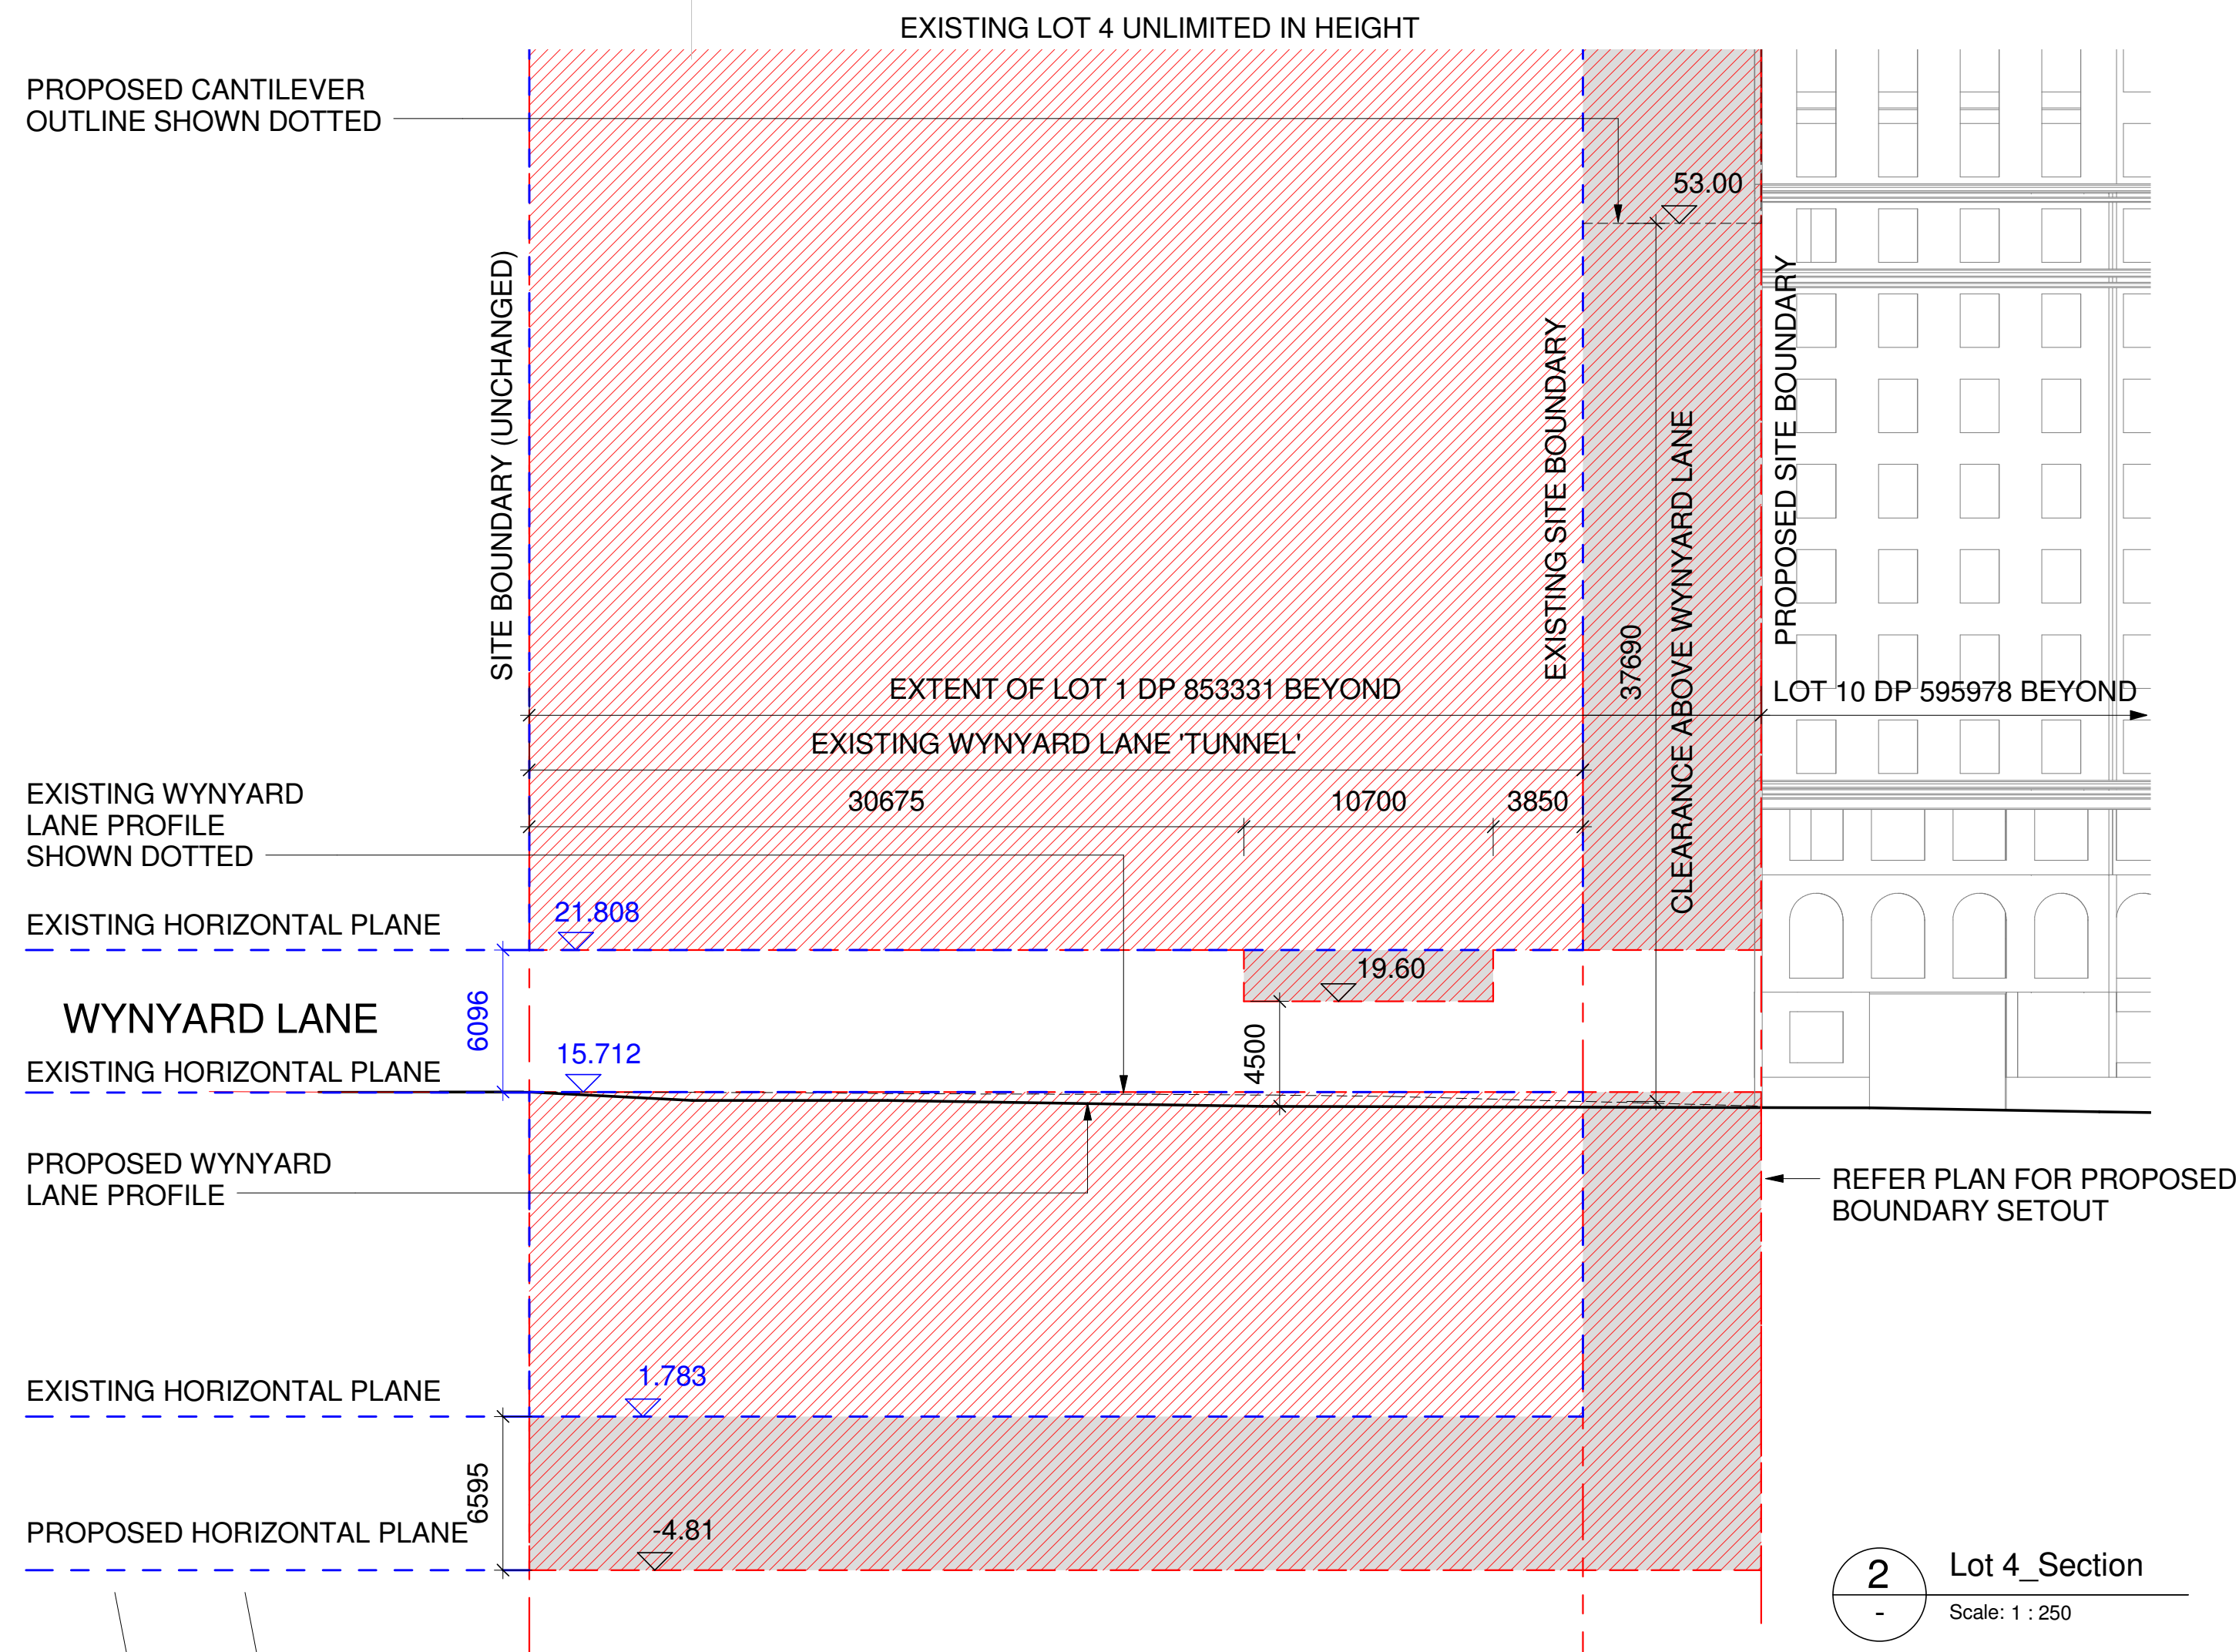 EXISTING LOT 4 UNLIMITED IN HEIGHT
PROPOSED CANTILEVER
OUTLINE SHOWN DOTTED
53.00
SITE BOUNDARY (UNCHANGED)
EXISTING SITE BOUNDARY
37690
CLEARANCE ABOVE WYNYARD LANE
PROPOSED SITE BOUNDARY
EXTENT OF LOT 1 DP 853331 BEYOND
LOT 10 DP 595978 BEYOND
EXISTING WYNYARD LANE 'TUNNEL'
30675
10700
3850
EXISTING WYNYARD
LANE PROFILE
SHOWN DOTTED
EXISTING HORIZONTAL PLANE
21.808
19.60
WYNYARD LANE
6096
4500
15.712
EXISTING HORIZONTAL PLANE
PROPOSED WYNYARD
LANE PROFILE
REFER PLAN FOR PROPOSED
BOUNDARY SETOUT
EXISTING HORIZONTAL PLANE
1.783
6595
PROPOSED HORIZONTAL PLANE
-4.81
2
-
Lot 4_Section
Scale: 1 : 250